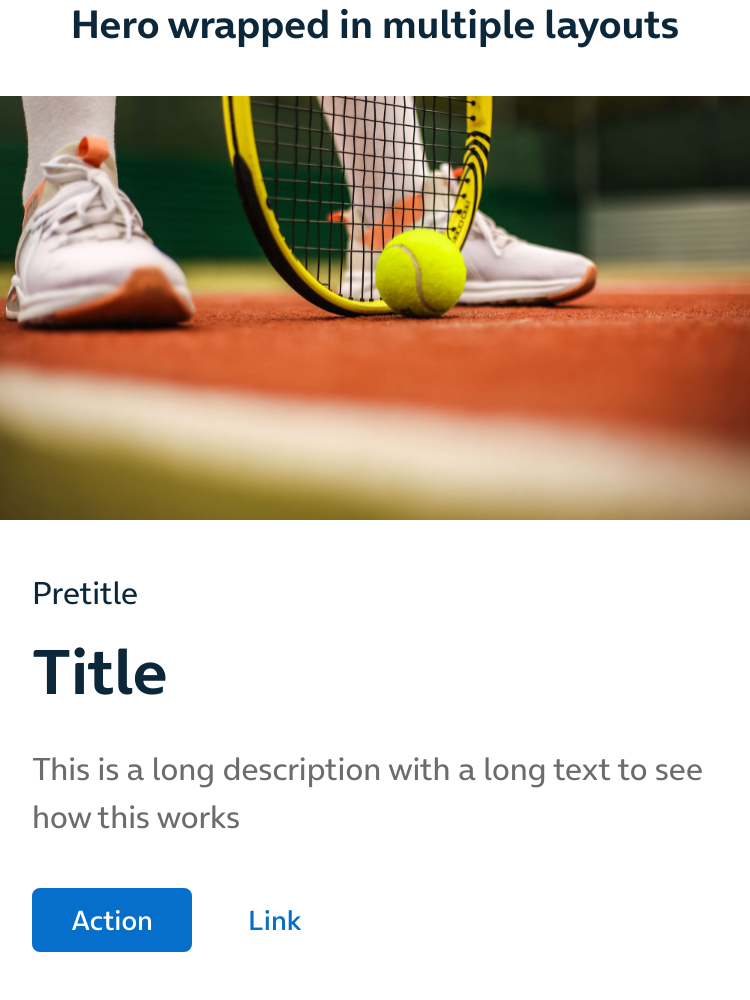 Hero wrapped in multiple layouts
Pretitle
Title
This is a long description with a long text to see
how this works
Action
Link